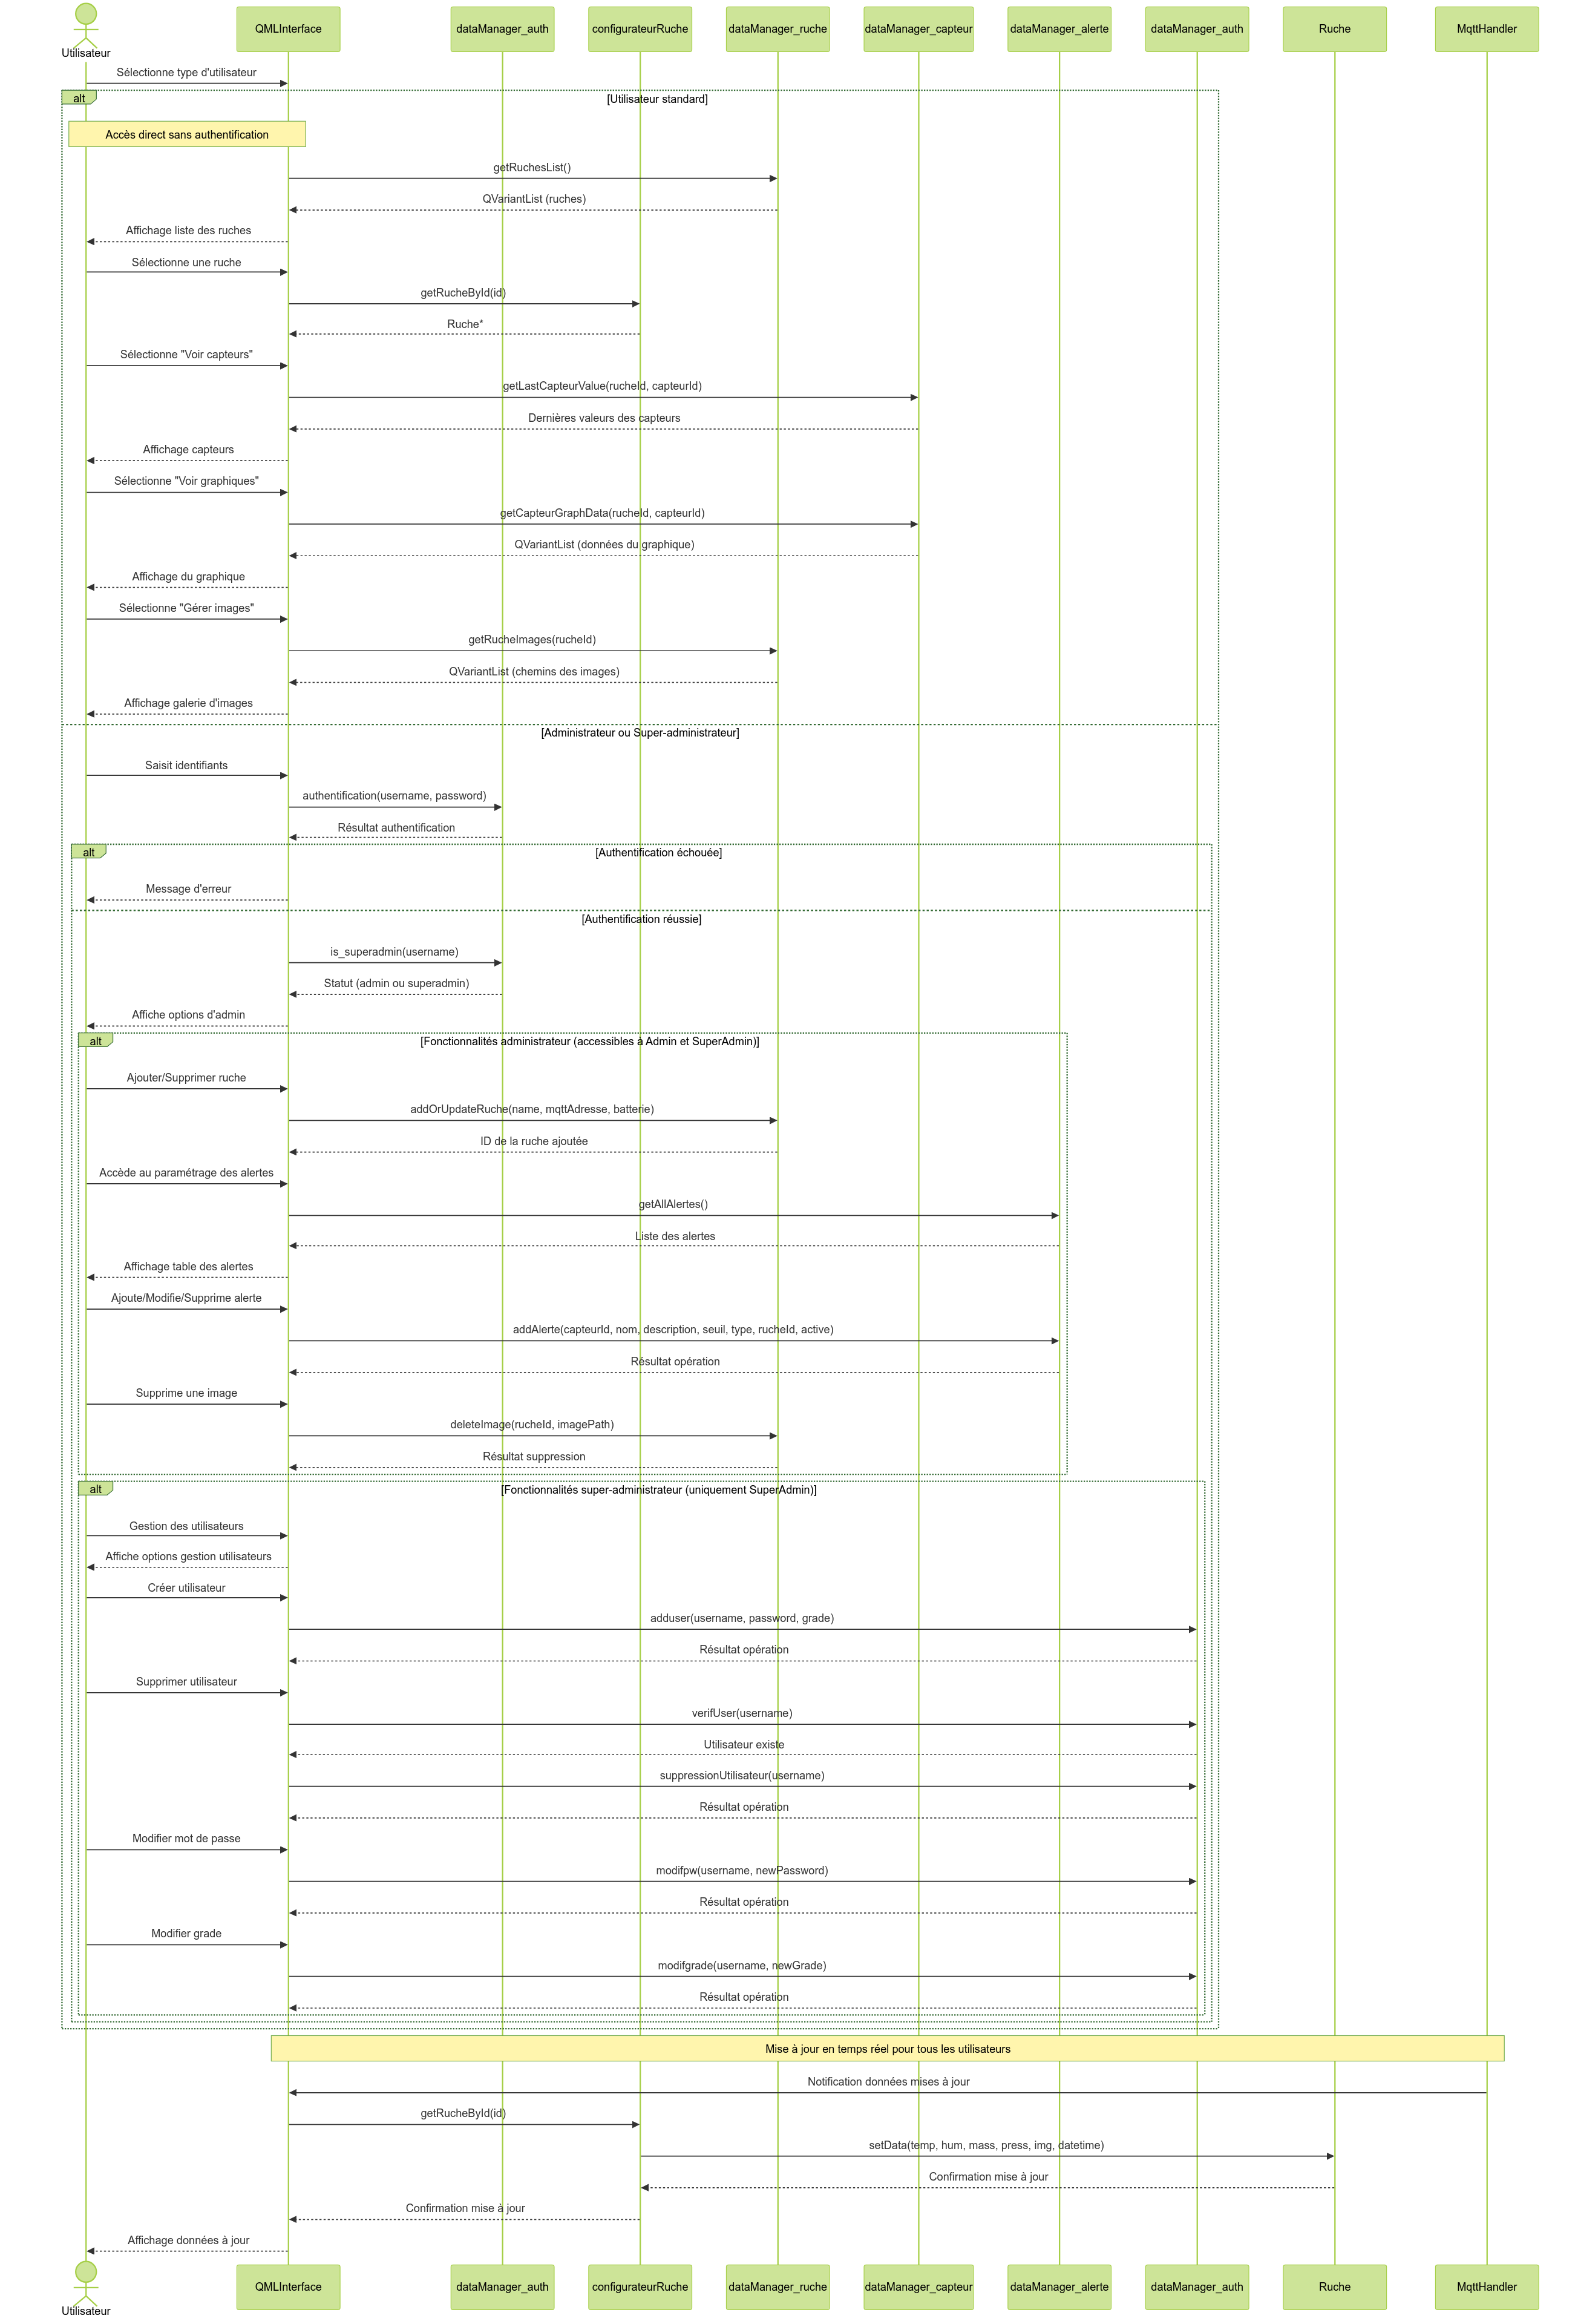 Utilisateur
QMLInterface
dataManager_auth
configurateurRuche
dataManager_ruche
dataManager_capteur
dataManager_alerte
dataManager_auth
Ruche
MqttHandler
Sélectionne type d'utilisateur
alt
[Utilisateur standard]
Accès direct sans authentification
getRuchesList()
QVariantList (ruches)
Affichage liste des ruches
Sélectionne une ruche
getRucheById(id)
Ruche*
Sélectionne "Voir capteurs"
getLastCapteurValue(rucheId, capteurId)
Dernières valeurs des capteurs
Affichage capteurs
Sélectionne "Voir graphiques"
getCapteurGraphData(rucheId, capteurId)
QVariantList (données du graphique)
Affichage du graphique
Sélectionne "Gérer images"
getRucheImages(rucheId)
QVariantList (chemins des images)
Affichage galerie d'images
[Administrateur ou Super-administrateur]
Saisit identifiants
authentification(username, password)
Résultat authentification
alt
[Authentification échouée]
Message d'erreur
[Authentification réussie]
is_superadmin(username)
Statut (admin ou superadmin)
Affiche options d'admin
alt
[Fonctionnalités administrateur (accessibles à Admin et SuperAdmin)]
Ajouter/Supprimer ruche
addOrUpdateRuche(name, mqttAdresse, batterie)
ID de la ruche ajoutée
Accède au paramétrage des alertes
getAllAlertes()
Liste des alertes
Affichage table des alertes
Ajoute/Modifie/Supprime alerte
addAlerte(capteurId, nom, description, seuil, type, rucheId, active)
Résultat opération
Supprime une image
deleteImage(rucheId, imagePath)
Résultat suppression
alt
[Fonctionnalités super-administrateur (uniquement SuperAdmin)]
Gestion des utilisateurs
Affiche options gestion utilisateurs
Créer utilisateur
adduser(username, password, grade)
Résultat opération
Supprimer utilisateur
verifUser(username)
Utilisateur existe
suppressionUtilisateur(username)
Résultat opération
Modifier mot de passe
modifpw(username, newPassword)
Résultat opération
Modifier grade
modifgrade(username, newGrade)
Résultat opération
Mise à jour en temps réel pour tous les utilisateurs
Notification données mises à jour
getRucheById(id)
setData(temp, hum, mass, press, img, datetime)
Confirmation mise à jour
Confirmation mise à jour
Affichage données à jour
Utilisateur
QMLInterface
dataManager_auth
configurateurRuche
dataManager_ruche
dataManager_capteur
dataManager_alerte
dataManager_auth
Ruche
MqttHandler